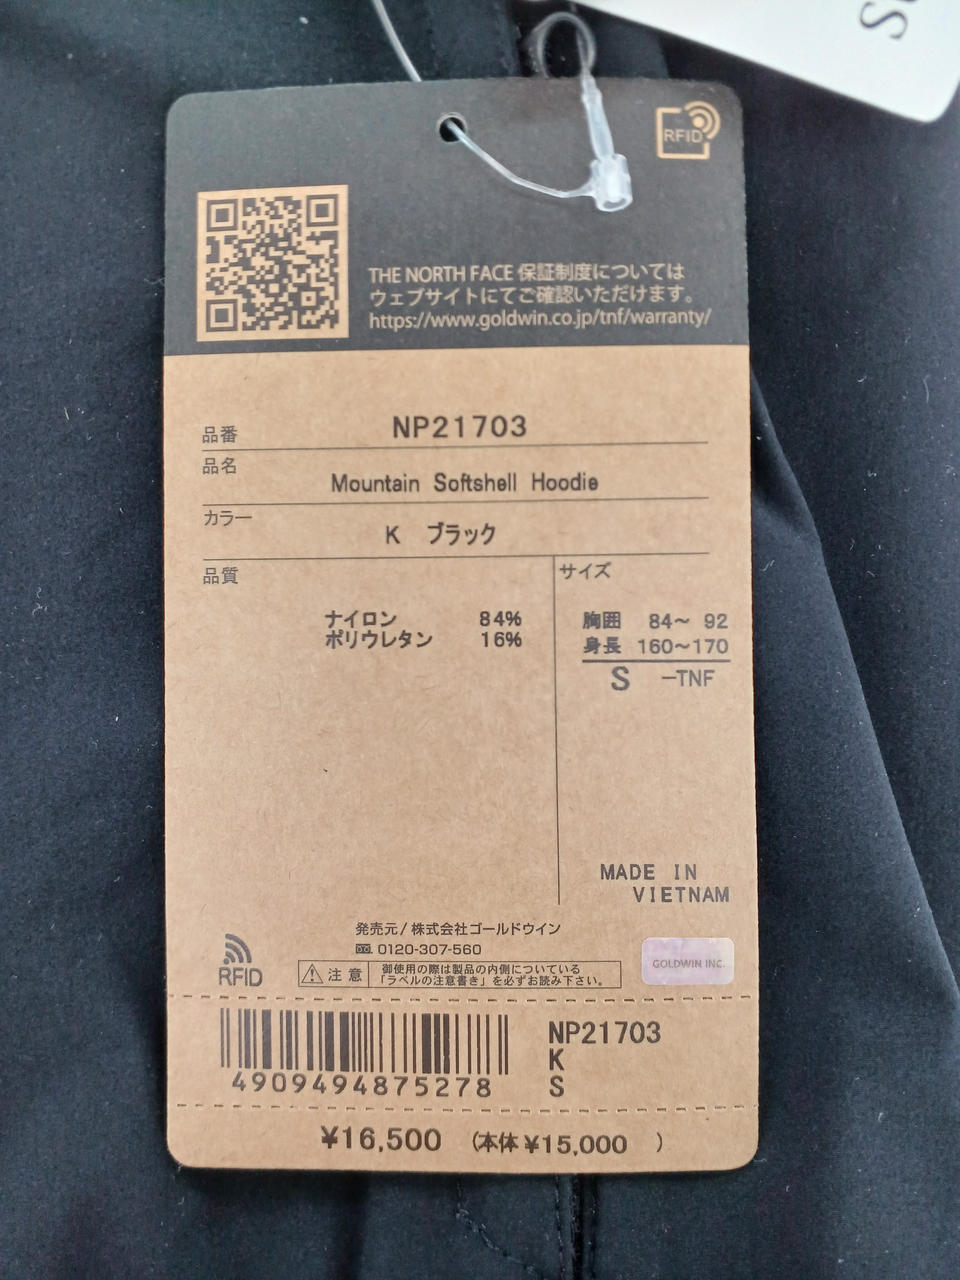 RFID
THE NORTH FACE 保証制度については
ウェブサイトにてご確認いただけます。
https://www.goldwin.co.jp/tnf/warranty/
品番 NP21703
品名 Mountain Softshell Hoodie
カラー K ブラック
品質
ナイロン 84%
ポリウレタン 16%
サイズ
胸囲 84～ 92
身長 160～170
S －TNF
MADE IN
VIETNAM
発売元/株式会社ゴールドウイン
0120-307-560
RFID
注意
御使用の際は製品の内側についている
「ラベルの注意書き」を必ずお読み下さい。
GOLDWIN INC.
4909494875278
NP21703
K
S
¥16,500 (本体¥15,000 )